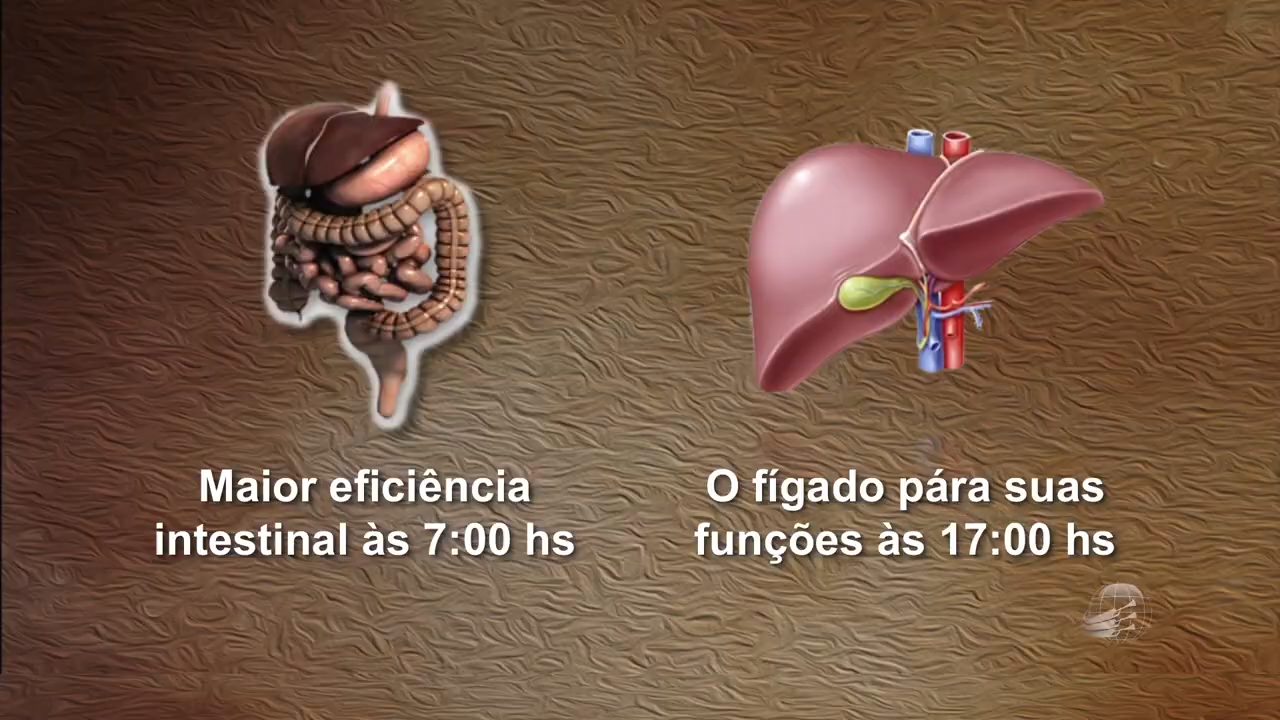 Maior eficiência
intestinal às 7:00 hs
O fígado pára suas
funções às 17:00 hs